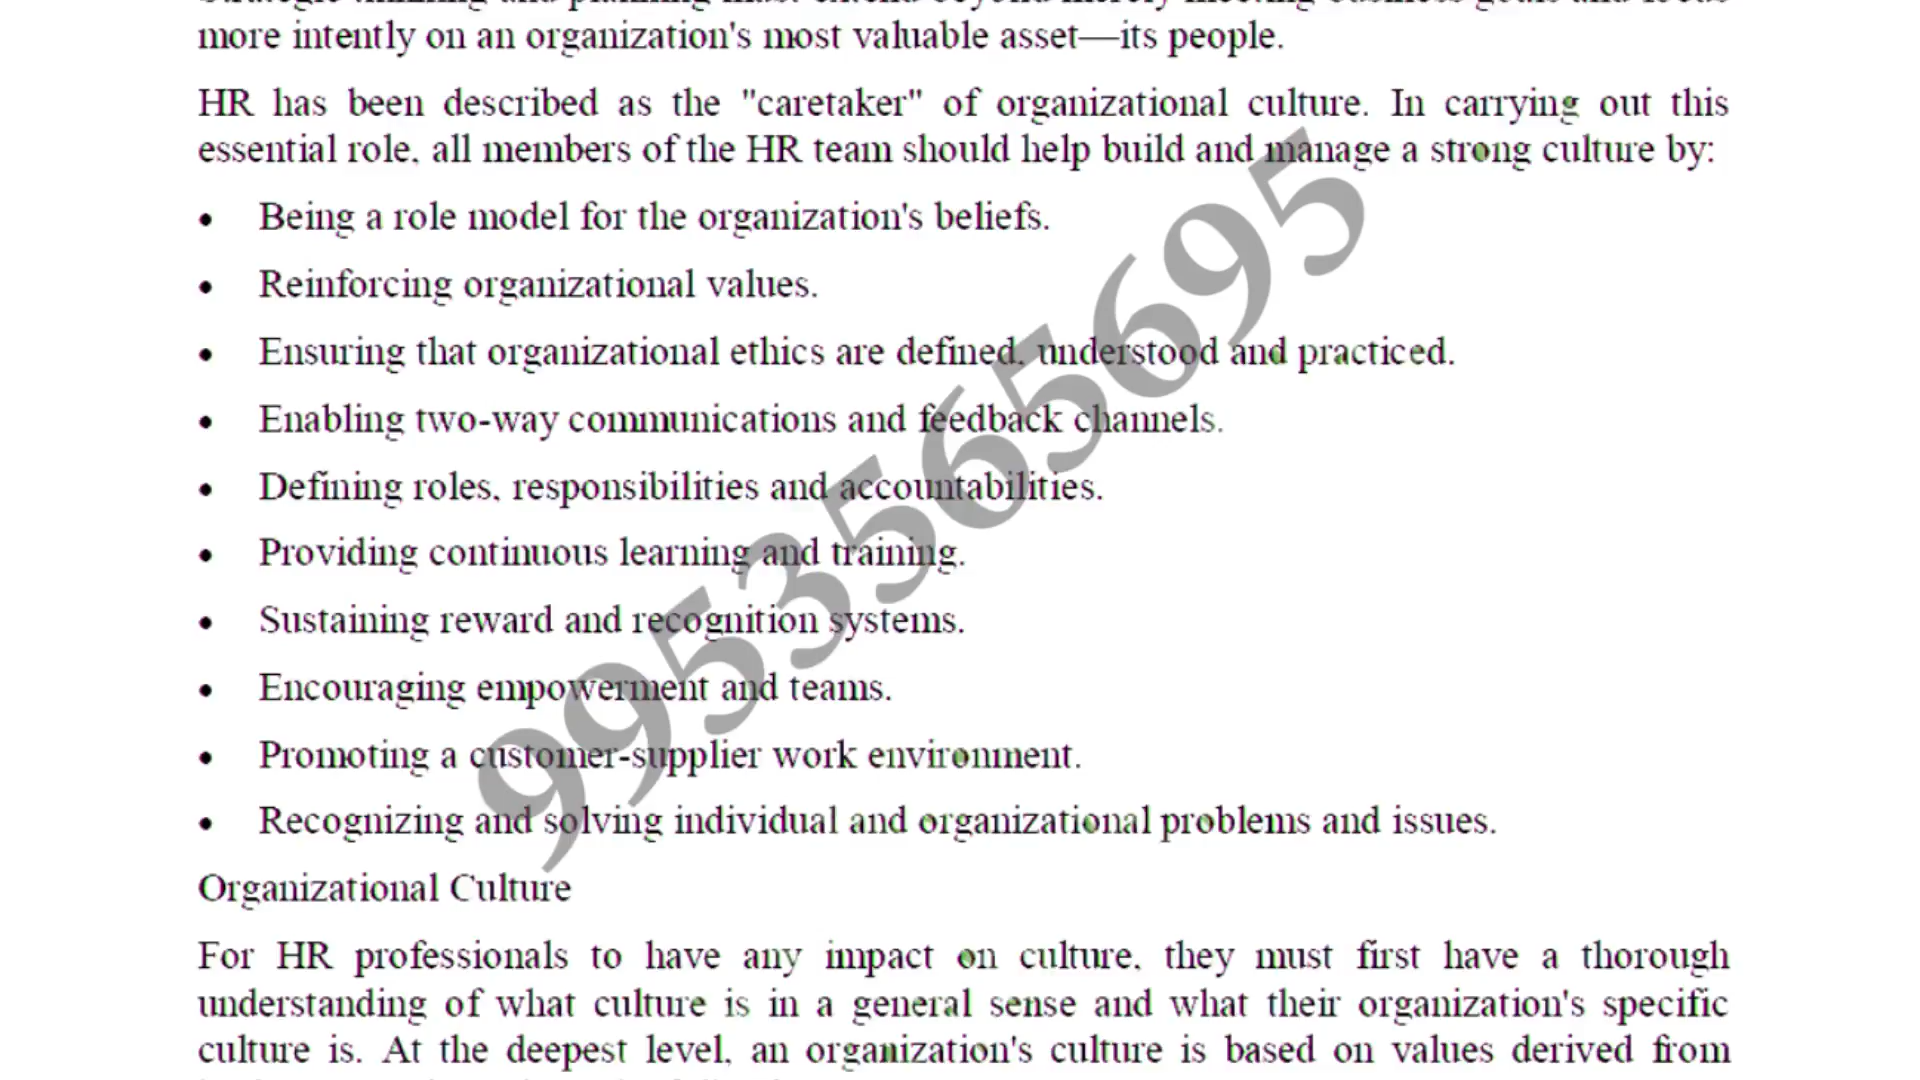 more intently on an organization's most valuable asset—its people.
HR has been described as the "caretaker" of organizational culture. In carrying out this
essential role, all members of the HR team should help build and manage a strong culture by:
• Being a role model for the organization's beliefs.
• Reinforcing organizational values.
• Ensuring that organizational ethics are defined, understood and practiced.
• Enabling two-way communications and feedback channels.
• Defining roles, responsibilities and accountabilities.
• Providing continuous learning and training.
• Sustaining reward and recognition systems.
• Encouraging empowerment and teams.
• Promoting a customer-supplier work environment.
• Recognizing and solving individual and organizational problems and issues.
Organizational Culture
For HR professionals to have any impact on culture, they must first have a thorough
understanding of what culture is in a general sense and what their organization's specific
culture is. At the deepest level, an organization's culture is based on values derived from
9953565695